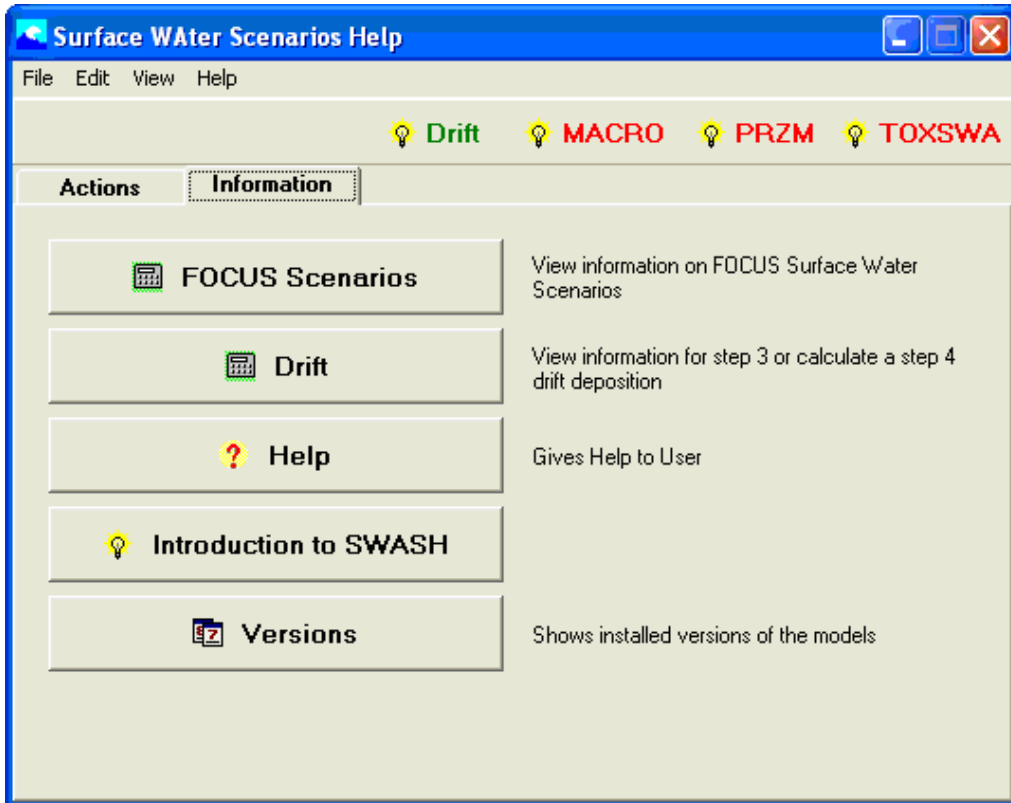 Surface WAter Scenarios Help
File Edit View Help
Drift MACRO PRZM TOXSWA
Actions Information
FOCUS Scenarios
View information on FOCUS Surface Water
Scenarios
Drift
View information for step 3 or calculate a step 4
drift deposition
? Help
Gives Help to User
Introduction to SWASH
Versions
Shows installed versions of the models